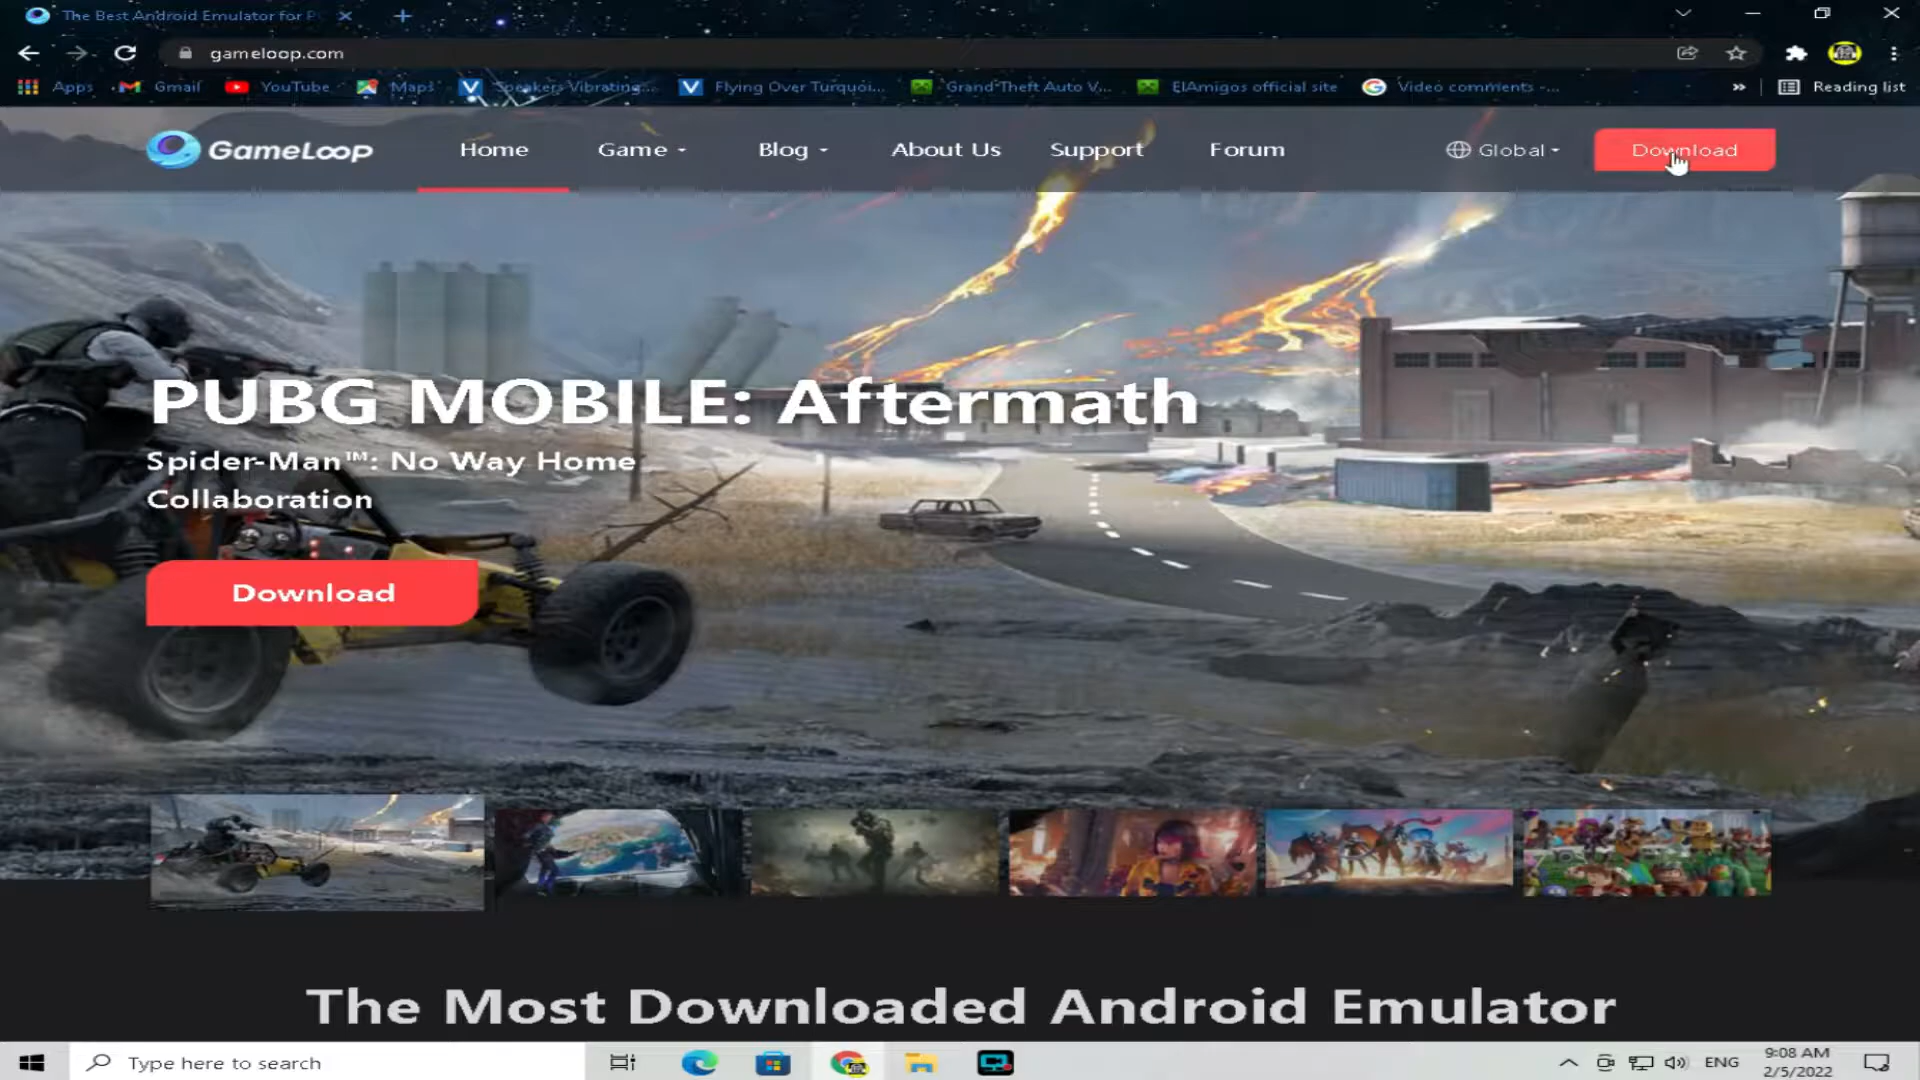 The Best Android Emulator for PC
gameloop.com
Apps Gmail YouTube Maps Speakers Vibrating... Flying Over Turquoi... Grand Theft Auto V... ElAmigos official site Video comments -... » Reading list
GameLoop Home Game Blog About Us Support Forum Global Download
PUBG MOBILE: Aftermath
Spider-Man™: No Way Home
Collaboration
Download
The Most Downloaded Android Emulator
Type here to search
ENG
9:08 AM
2/5/2022